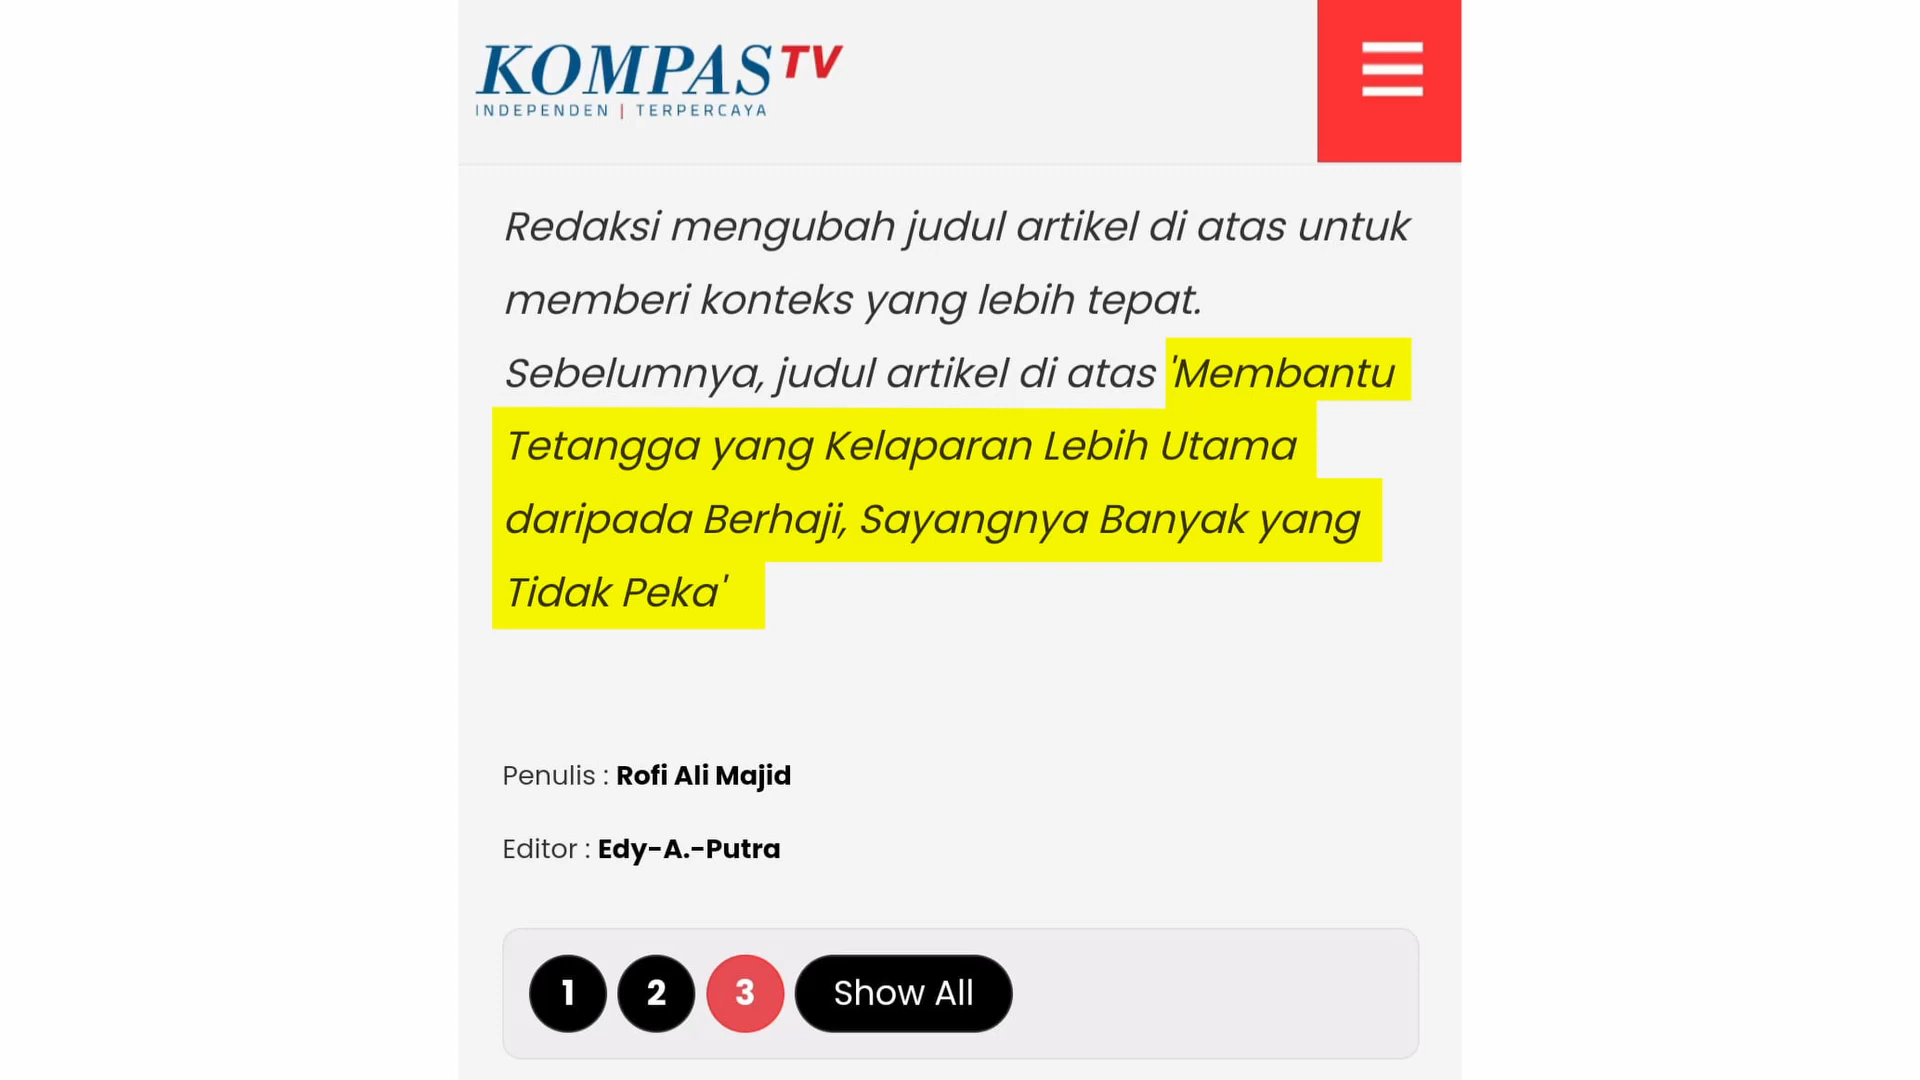 KOMPAS TV
INDEPENDEN | TERPERCAYA
Redaksi mengubah judul artikel di atas untuk
memberi konteks yang lebih tepat.
Sebelumnya, judul artikel di atas 'Membantu
Tetangga yang Kelaparan Lebih Utama
daripada Berhaji, Sayangnya Banyak yang
Tidak Peka'
Penulis : Rofi Ali Majid
Editor : Edy-A.-Putra
1 2 3 Show All